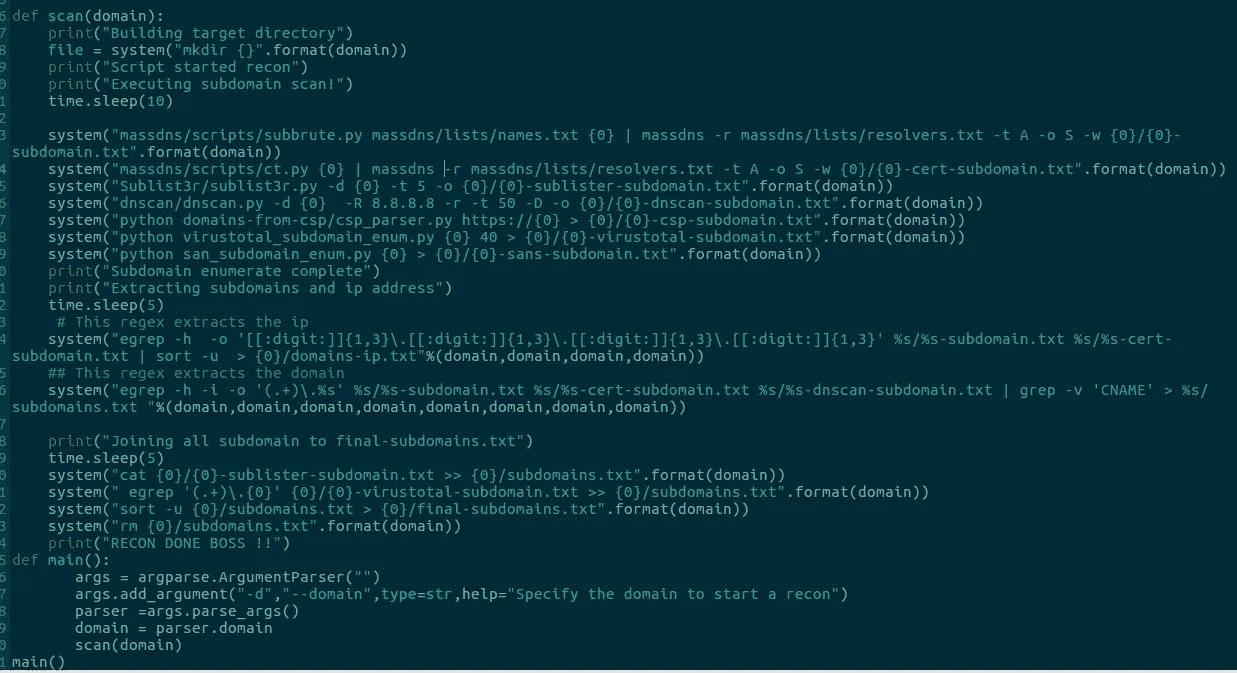 6 def scan(domain):
7     print("Building target directory")
8     file = system("mkdir {}".format(domain))
9     print("Script started recon")
0     print("Executing subdomain scan!")
1     time.sleep(10)
2
3     system("massdns/scripts/subbrute.py massdns/lists/names.txt {0} | massdns -r massdns/lists/resolvers.txt -t A -o S -w {0}/{0}-
subdomain.txt".format(domain))
4     system("massdns/scripts/ct.py {0} | massdns -r massdns/lists/resolvers.txt -t A -o S -w {0}/{0}-cert-subdomain.txt".format(domain))
5     system("Sublist3r/sublist3r.py -d {0} -t 5 -o {0}/{0}-sublister-subdomain.txt".format(domain))
6     system("dnscan/dnscan.py -d {0}  -R 8.8.8.8 -r -t 50 -D -o {0}/{0}-dnscan-subdomain.txt".format(domain))
7     system("python domains-from-csp/csp_parser.py https://{0} > {0}/{0}-csp-subdomain.txt".format(domain))
8     system("python virustotal_subdomain_enum.py {0} 40 > {0}/{0}-virustotal-subdomain.txt".format(domain))
9     system("python san_subdomain_enum.py {0} > {0}/{0}-sans-subdomain.txt".format(domain))
0     print("Subdomain enumerate complete")
1     print("Extracting subdomains and ip address")
2     time.sleep(5)
3      # This regex extracts the ip
4     system("egrep -h  -o '[[:digit:]]{1,3}\.[[:digit:]]{1,3}\.[[:digit:]]{1,3}\.[[:digit:]]{1,3}' %s/%s-subdomain.txt %s/%s-cert-
subdomain.txt | sort -u  > {0}/domains-ip.txt"%(domain,domain,domain,domain))
5     ## This regex extracts the domain
6     system("egrep -h -i -o '(.+)\.%s' %s/%s-subdomain.txt %s/%s-cert-subdomain.txt %s/%s-dnscan-subdomain.txt | grep -v 'CNAME' > %s/
subdomains.txt "%(domain,domain,domain,domain,domain,domain,domain,domain))
7
8     print("Joining all subdomain to final-subdomains.txt")
9     time.sleep(5)
0     system("cat {0}/{0}-sublister-subdomain.txt >> {0}/subdomains.txt".format(domain))
1     system(" egrep '(.+)\.{0}' {0}/{0}-virustotal-subdomain.txt >> {0}/subdomains.txt".format(domain))
2     system("sort -u {0}/subdomains.txt > {0}/final-subdomains.txt".format(domain))
3     system("rm {0}/subdomains.txt".format(domain))
4     print("RECON DONE BOSS !!")
5 def main():
6        args = argparse.ArgumentParser("")
7        args.add_argument("-d","--domain",type=str,help="Specify the domain to start a recon")
8        parser =args.parse_args()
9        domain = parser.domain
0        scan(domain)
1 main()